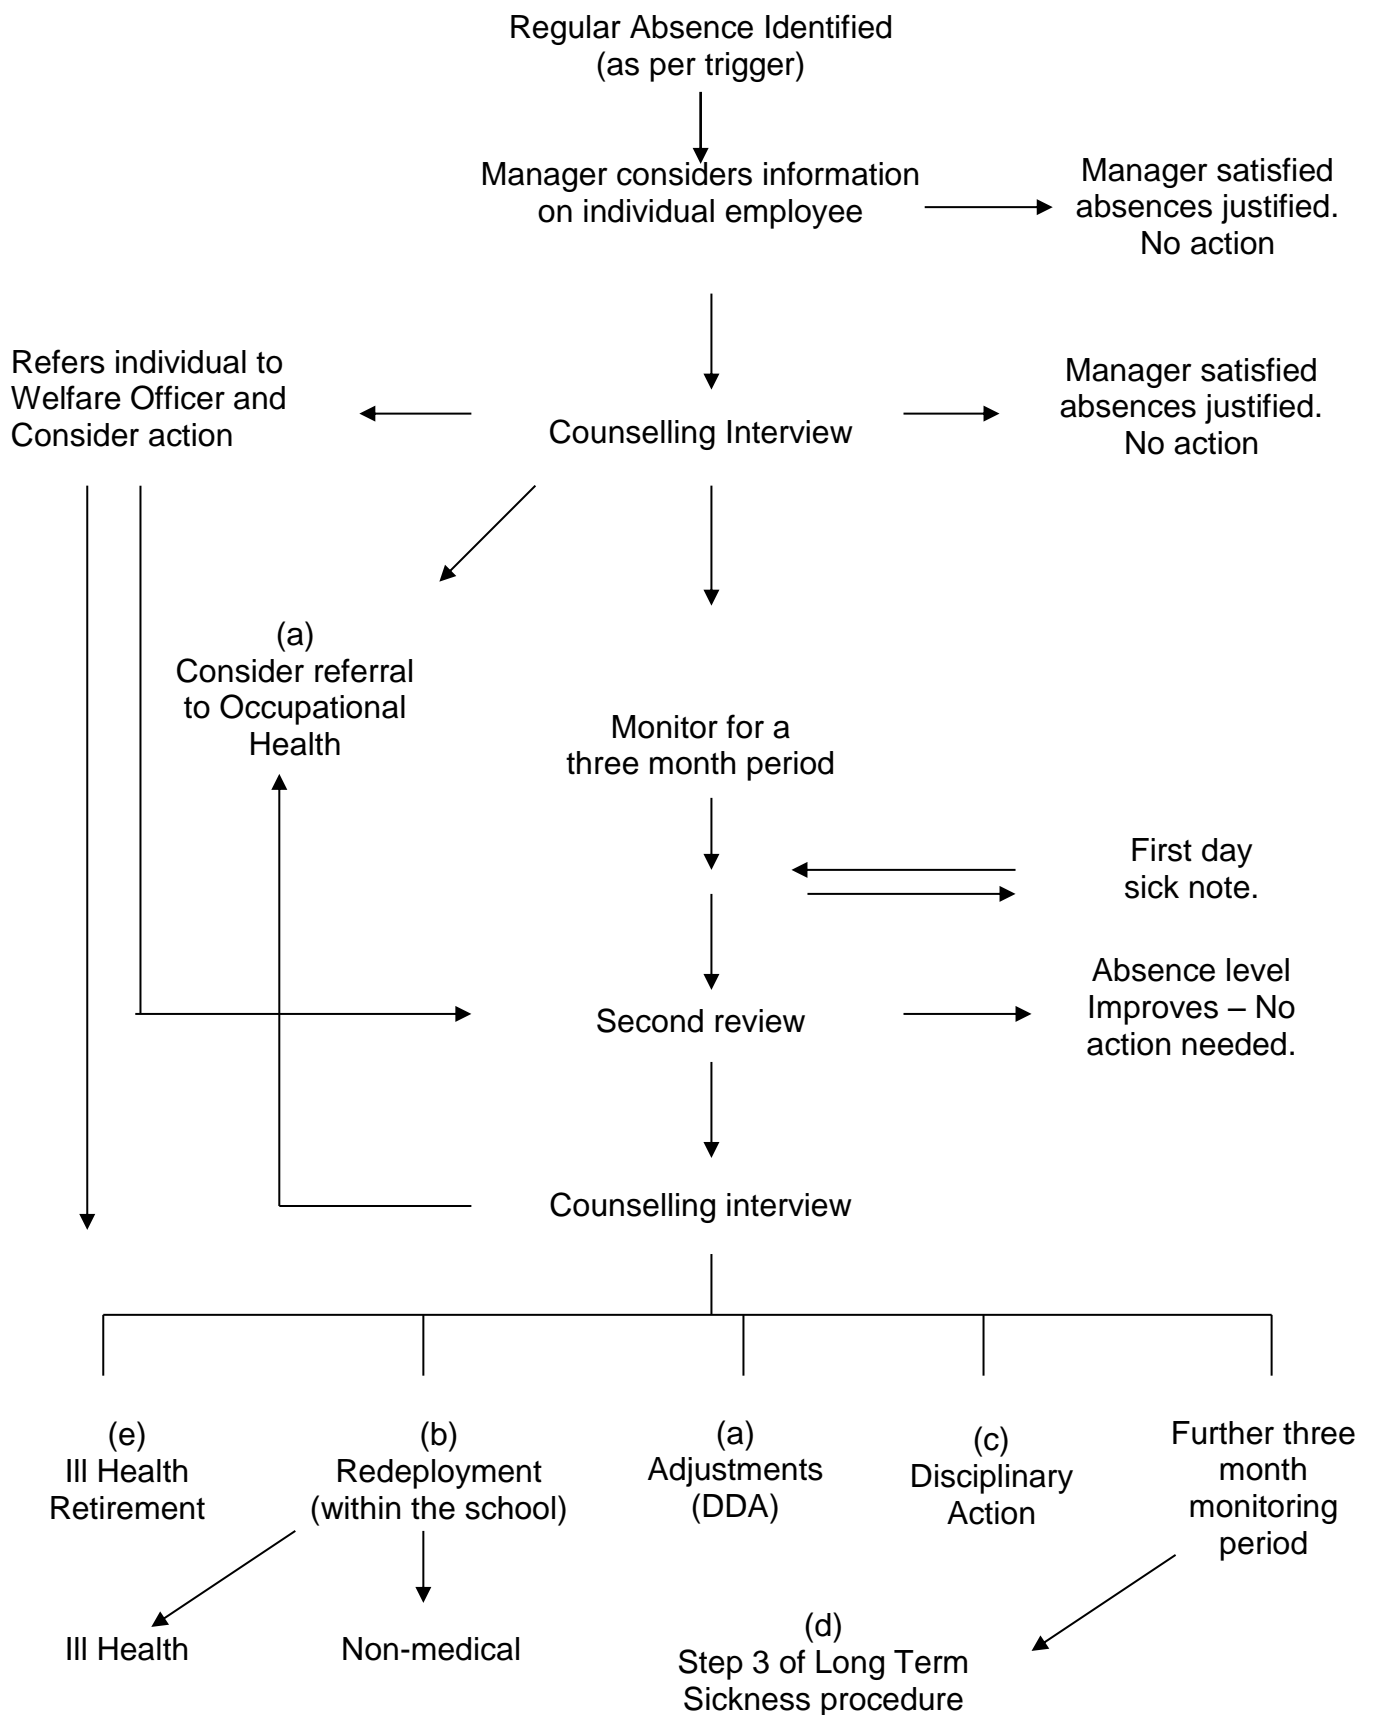 Regular Absence Identified
(as per trigger)
Manager considers information
on individual employee
Manager satisfied
absences justified.
No action
Refers individual to
Welfare Officer and
Consider action
Counselling Interview
Manager satisfied
absences justified.
No action
(a)
Consider referral
to Occupational
Health
Monitor for a
three month period
First day
sick note.
Second review
Absence level
Improves – No
action needed.
Counselling interview
(e)
Ill Health
Retirement
(b)
Redeployment
(within the school)
(a)
Adjustments
(DDA)
(c)
Disciplinary
Action
Further three
month
monitoring
period
Ill Health
Non-medical
(d)
Step 3 of Long Term
Sickness procedure